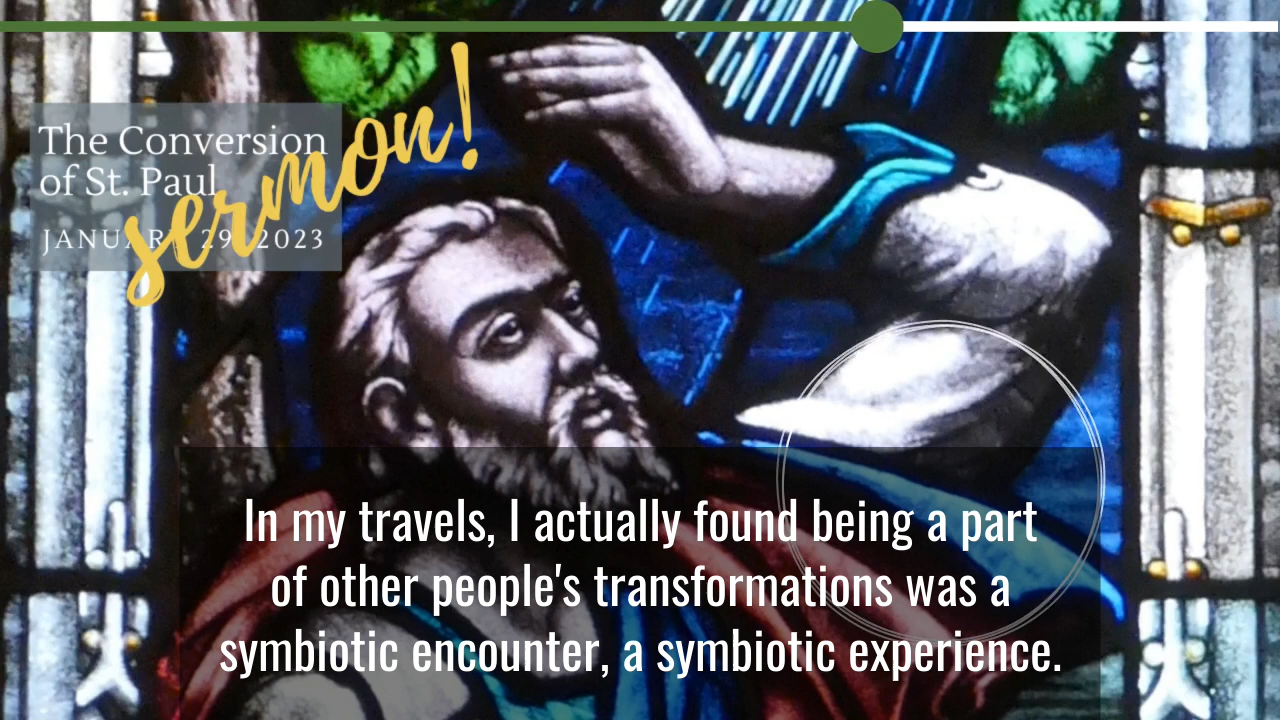 The Conversion
of St. Paul
sermon!
JANUARY 29, 2023
In my travels, I actually found being a part
of other people's transformations was a
symbiotic encounter, a symbiotic experience.